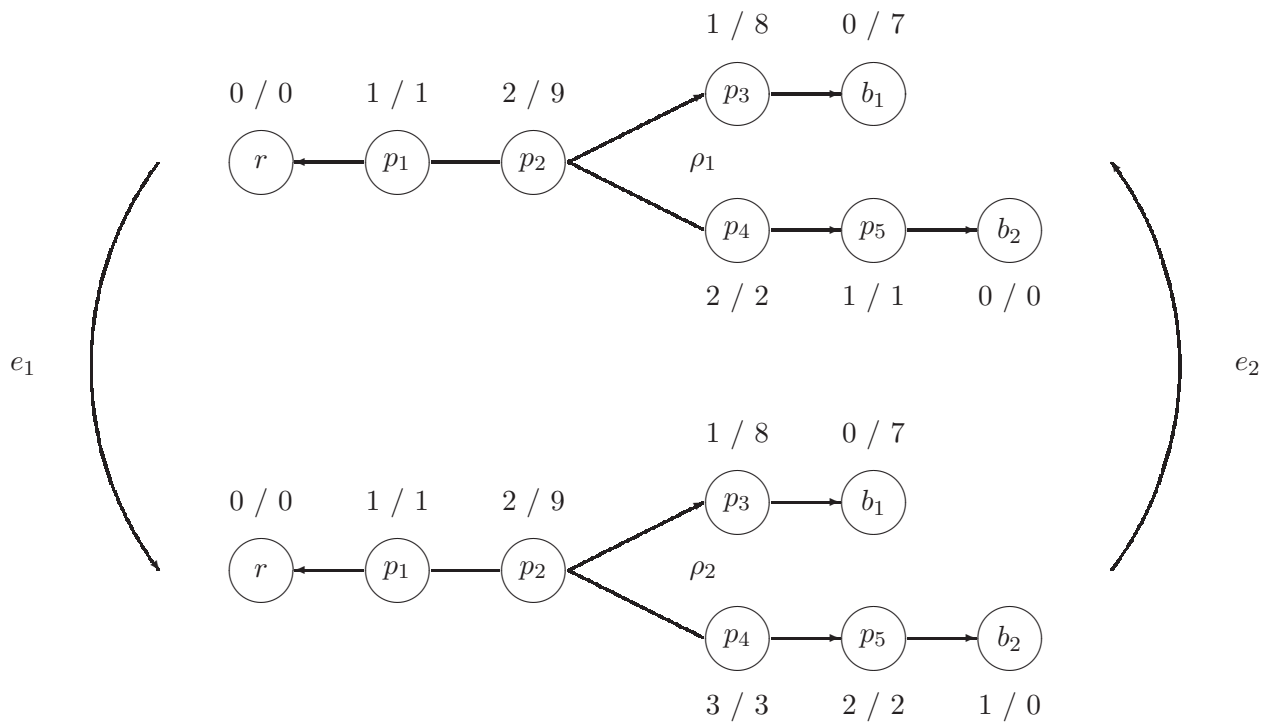 1 / 8 0 / 7
0 / 0 1 / 1 2 / 9
p₃ b₁
r p₁ p₂ ρ₁
p₄ p₅ b₂
2 / 2 1 / 1 0 / 0
e₁ e₂
1 / 8 0 / 7
0 / 0 1 / 1 2 / 9
p₃ b₁
r p₁ p₂ ρ₂
p₄ p₅ b₂
3 / 3 2 / 2 1 / 0